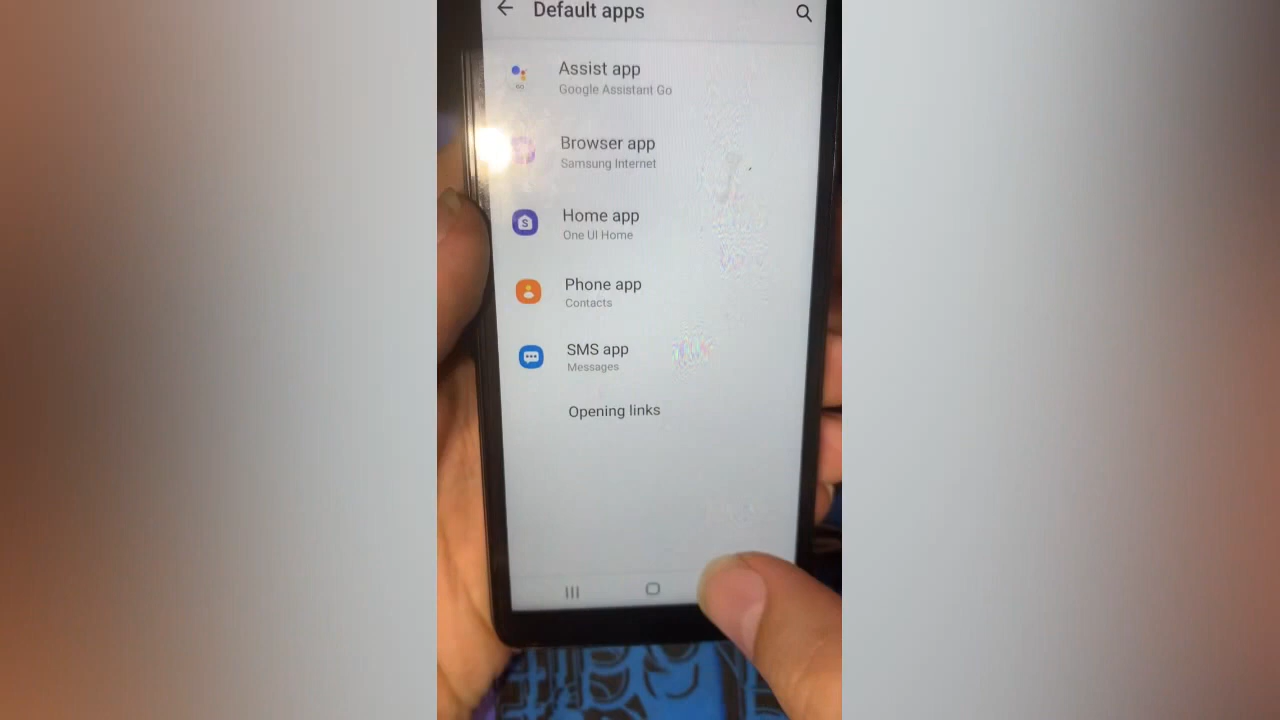 Default apps
Assist app
Google Assistant Go
GO
Browser app
Samsung Internet
Home app
One UI Home
S
Phone app
Contacts
SMS app
Messages
Opening links